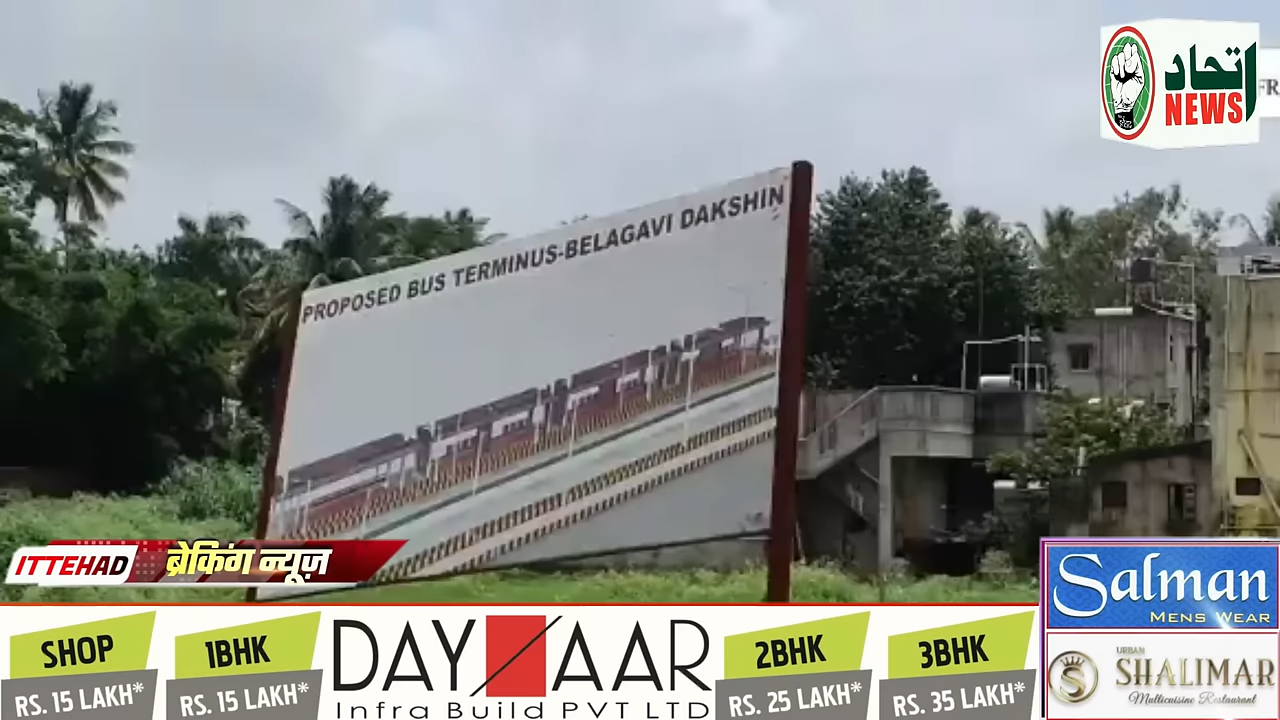 اتحاد
NEWS
FR
PROPOSED BUS TERMINUS-BELAGAVI DAKSHIN
ITTEHAD
ब्रेकिंग न्यूज़
SHOP
RS. 15 LAKH*
1BHK
RS. 15 LAKH*
DAYAAR
Infra Build PVT LTD
2BHK
RS. 25 LAKH*
3BHK
RS. 35 LAKH*
Salman
MENS WEAR
URBAN
SHALIMAR
Multicuisine Restaurant